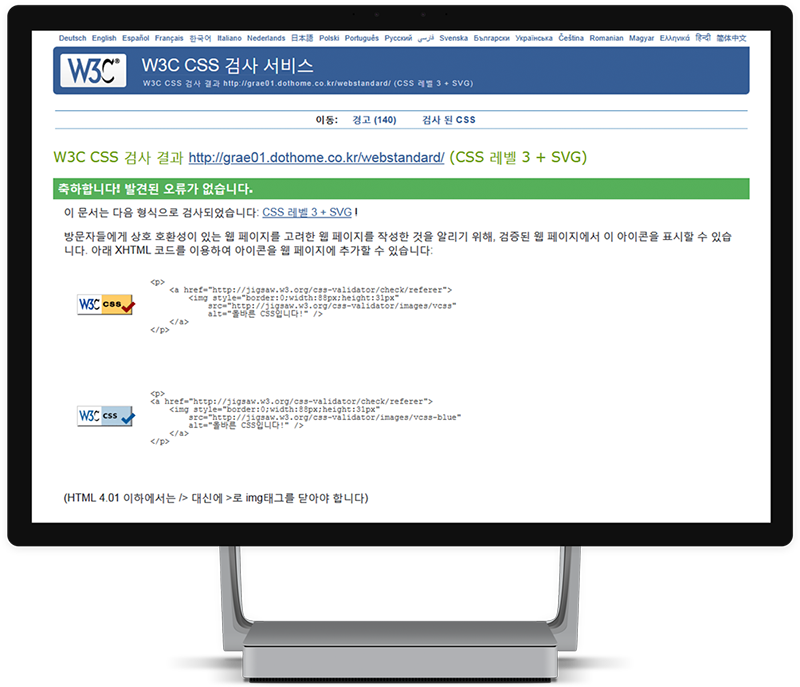 Deutsch English Español Français 한국어 Italiano Nederlands 日本語 Polski Português Русский فارسی Svenska Български Українська Čeština Romanian Magyar Ελληνικά हिन्दी 简体中文
W3C®
W3C CSS 검사 서비스
W3C CSS 검사 결과 http://grae01.dothome.co.kr/webstandard/ (CSS 레벨 3 + SVG)
이동: 경고 (140) 검사 된 CSS
W3C CSS 검사 결과 http://grae01.dothome.co.kr/webstandard/ (CSS 레벨 3 + SVG)
축하합니다! 발견된 오류가 없습니다.
이 문서는 다음 형식으로 검사되었습니다: CSS 레벨 3 + SVG !
방문자들에게 상호 호환성이 있는 웹 페이지를 고려한 웹 페이지를 작성한 것을 알리기 위해, 검증된 웹 페이지에서 이 아이콘을 표시할 수 있습
니다. 아래 XHTML 코드를 이용하여 아이콘을 웹 페이지에 추가할 수 있습니다:
W3C css
<p>
<a href="http://jigsaw.w3.org/css-validator/check/referer">
<img style="border:0;width:88px;height:31px"
src="http://jigsaw.w3.org/css-validator/images/vcss"
alt="올바른 CSS입니다!" />
</a>
</p>
W3C css
<p>
<a href="http://jigsaw.w3.org/css-validator/check/referer">
<img style="border:0;width:88px;height:31px"
src="http://jigsaw.w3.org/css-validator/images/vcss-blue"
alt="올바른 CSS입니다!" />
</a>
</p>
(HTML 4.01 이하에서는 /> 대신에 >로 img태그를 닫아야 합니다)